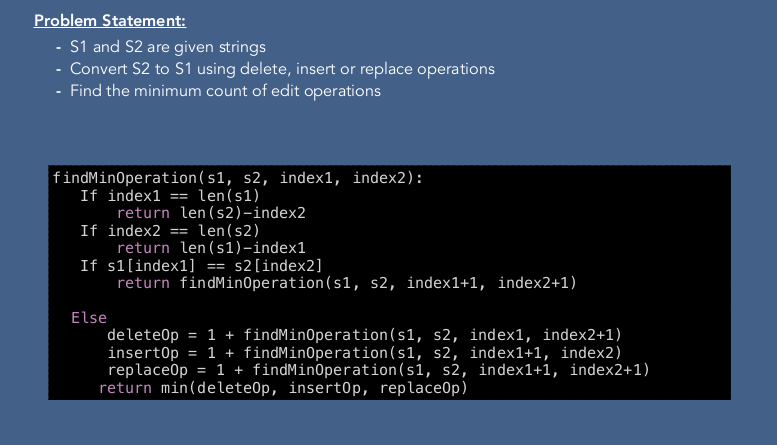 Problem Statement:
- S1 and S2 are given strings
- Convert S2 to S1 using delete, insert or replace operations
- Find the minimum count of edit operations
findMinOperation(s1, s2, index1, index2):
   If index1 == len(s1)
       return len(s2)-index2
   If index2 == len(s2)
       return len(s1)-index1
   If s1[index1] == s2[index2]
       return findMinOperation(s1, s2, index1+1, index2+1)
  Else
      deleteOp = 1 + findMinOperation(s1, s2, index1, index2+1)
      insertOp = 1 + findMinOperation(s1, s2, index1+1, index2)
      replaceOp = 1 + findMinOperation(s1, s2, index1+1, index2+1)
     return min(deleteOp, insertOp, replaceOp)